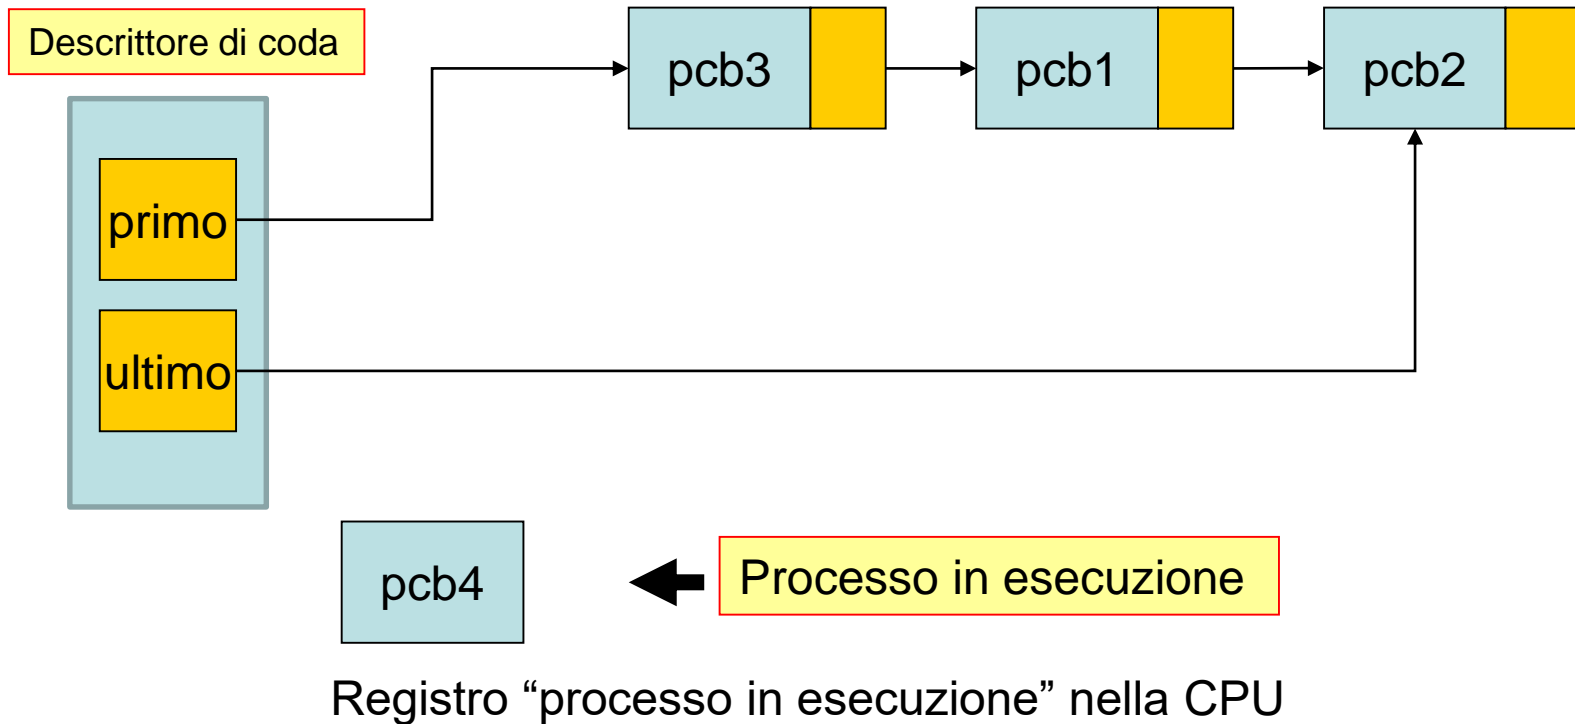 Descrittore di coda
pcb3
pcb1
pcb2
primo
ultimo
pcb4
Processo in esecuzione
Registro “processo in esecuzione” nella CPU